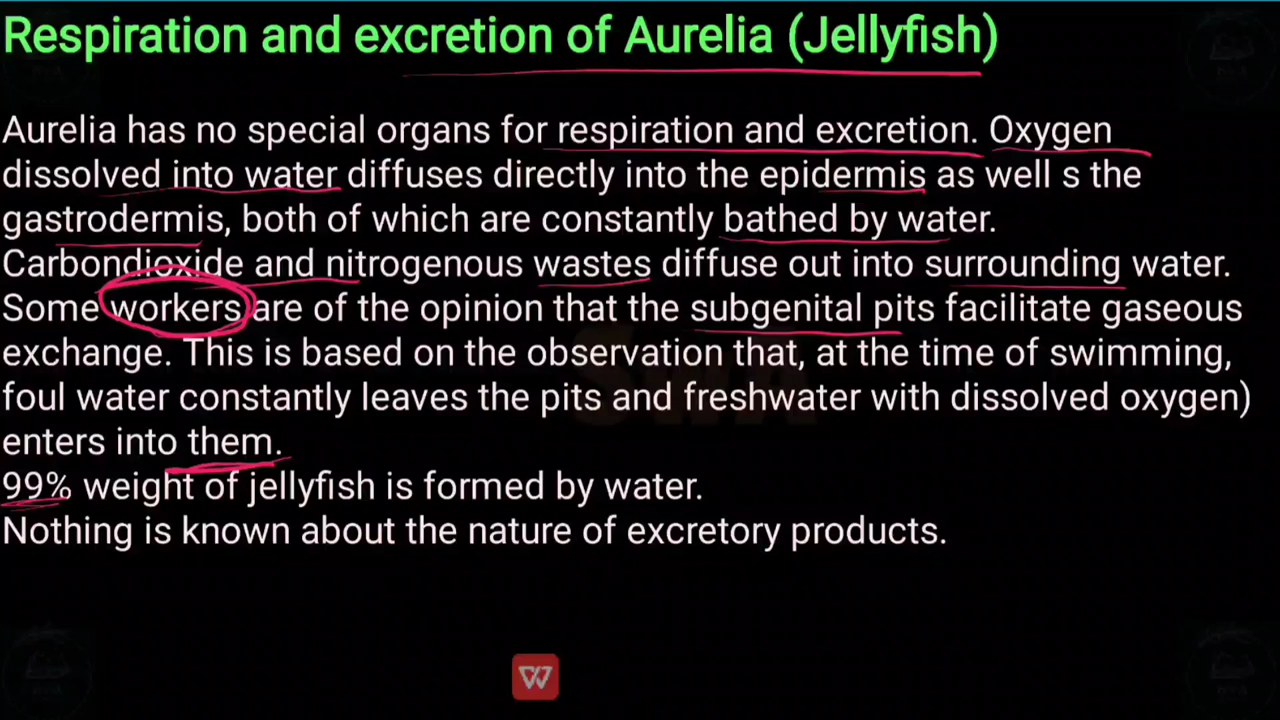 Respiration and excretion of Aurelia (Jellyfish)
Aurelia has no special organs for respiration and excretion. Oxygen
dissolved into water diffuses directly into the epidermis as well s the
gastrodermis, both of which are constantly bathed by water.
Carbondioxide and nitrogenous wastes diffuse out into surrounding water.
Some workers are of the opinion that the subgenital pits facilitate gaseous
exchange. This is based on the observation that, at the time of swimming,
foul water constantly leaves the pits and freshwater with dissolved oxygen)
enters into them.
99% weight of jellyfish is formed by water.
Nothing is known about the nature of excretory products.